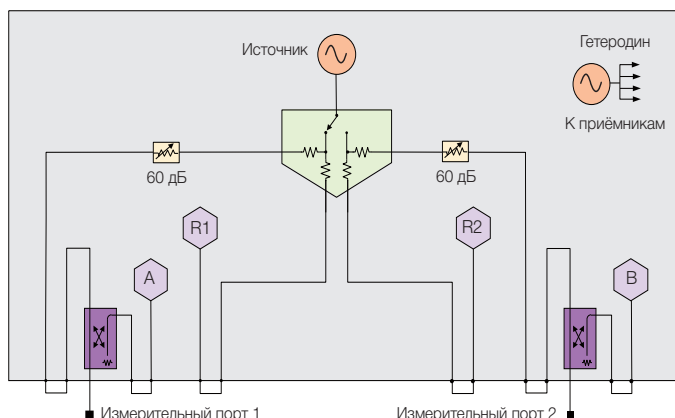 Источник
Гетеродин
К приёмникам
60 дБ
60 дБ
R1
R2
A
B
Измерительный порт 1
Измерительный порт 2